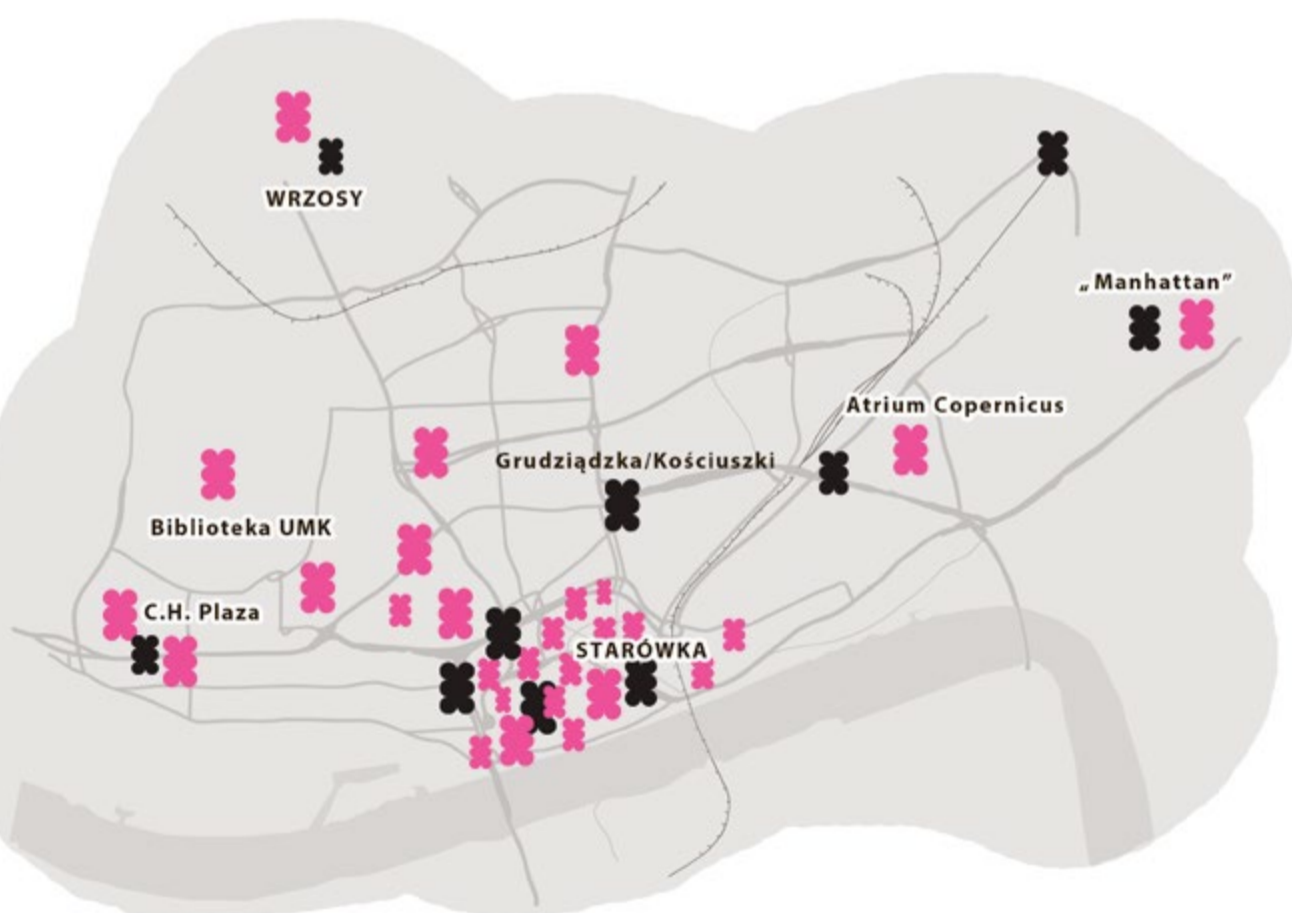 WRZOSY
„Manhattan”
Atrium Copernicus
Grudziądzka/Kościuszki
Biblioteka UMK
C.H. Plaza
STARÓWKA